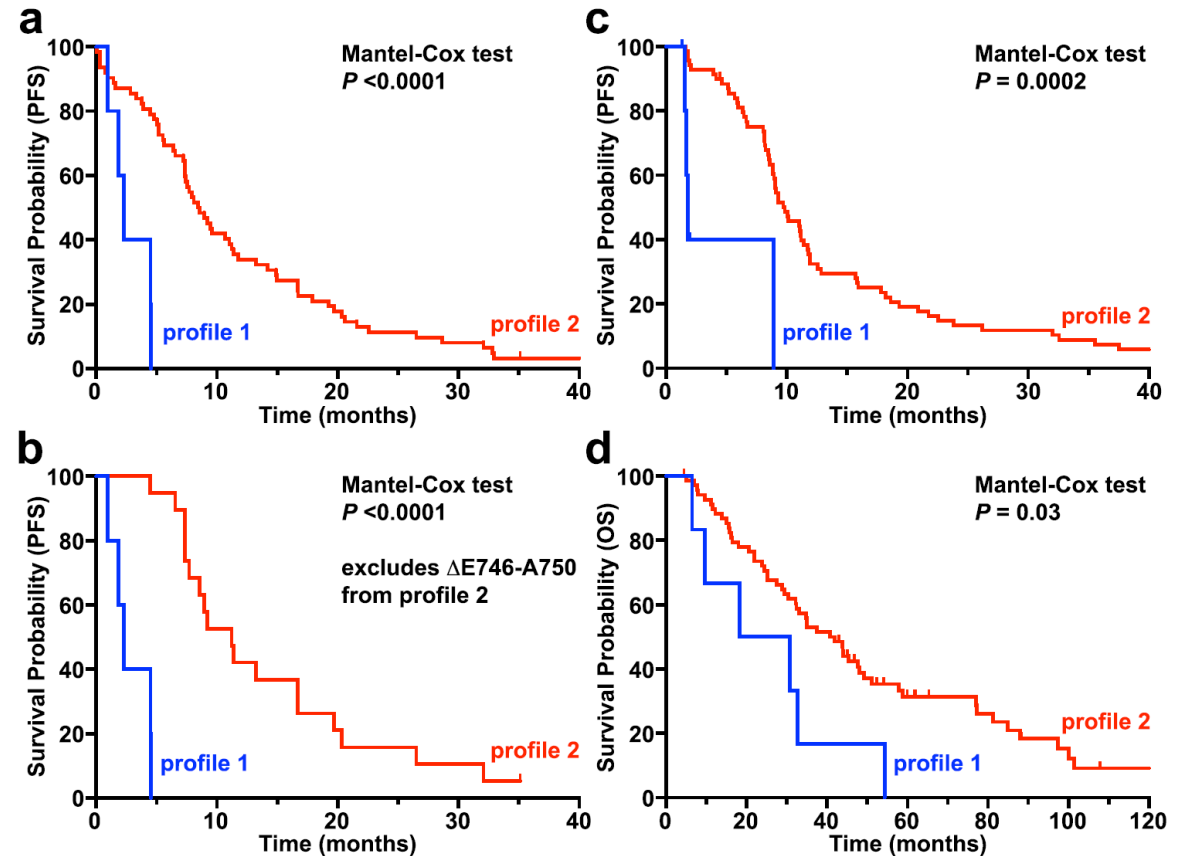 a
Mantel-Cox test
P <0.0001
Survival Probability (PFS)
100
80
60
40
20
0
profile 1
profile 2
0 10 20 30 40
Time (months)
c
Mantel-Cox test
P = 0.0002
Survival Probability (PFS)
100
80
60
40
20
0
profile 1
profile 2
0 10 20 30 40
Time (months)
b
Mantel-Cox test
P <0.0001
excludes ΔE746-A750
from profile 2
Survival Probability (PFS)
100
80
60
40
20
0
profile 1
profile 2
0 10 20 30 40
Time (months)
d
Mantel-Cox test
P = 0.03
Survival Probability (OS)
100
80
60
40
20
0
profile 1
profile 2
0 20 40 60 80 100 120
Time (months)